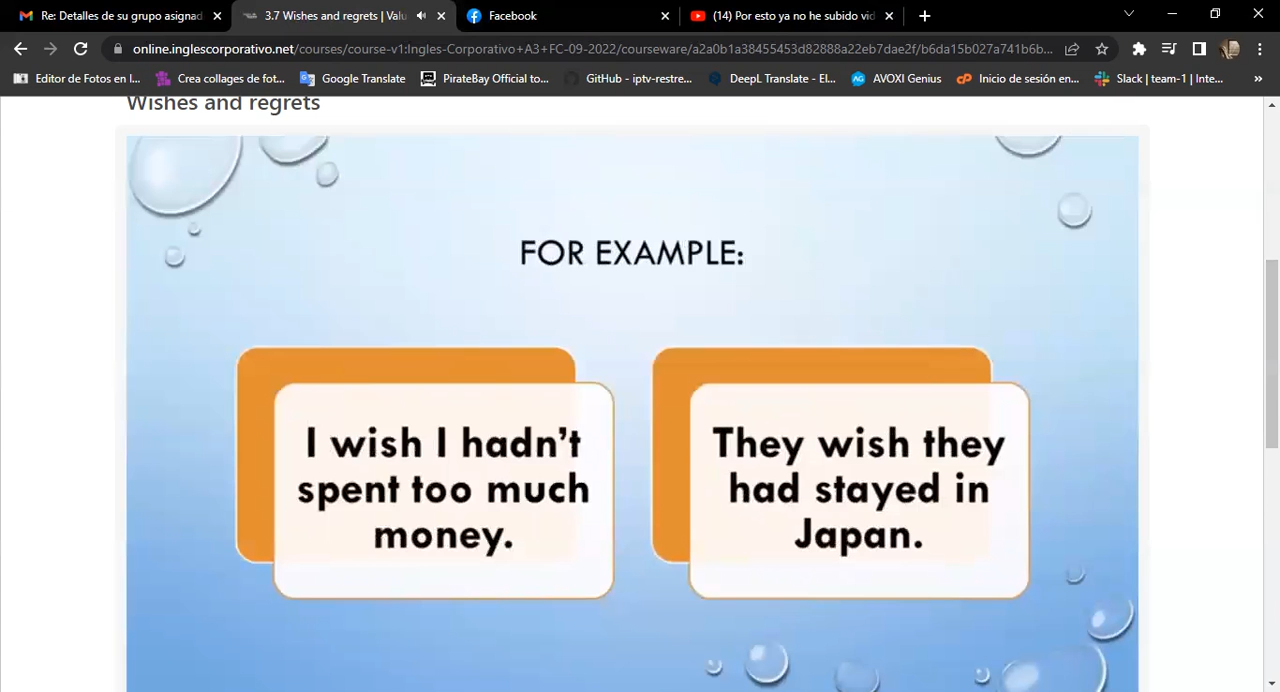 Re: Detalles de su grupo asignad
3.7 Wishes and regrets | Valu
Facebook
(14) Por esto ya no he subido vid
online.inglescorporativo.net/courses/course-v1:Ingles-Corporativo+A3+FC-09-2022/courseware/a2a0b1a38455453d82888a22eb7dae2f/b6da15b027a741b6b...
Editor de Fotos en l...
Crea collages de fot...
Google Translate
PirateBay Official to...
GitHub - iptv-restre...
DeepL Translate - El...
AVOXI Genius
Inicio de sesión en...
Slack | team-1 | Inte...
»
Wishes and regrets
FOR EXAMPLE:
I wish I hadn't
spent too much
money.
They wish they
had stayed in
Japan.